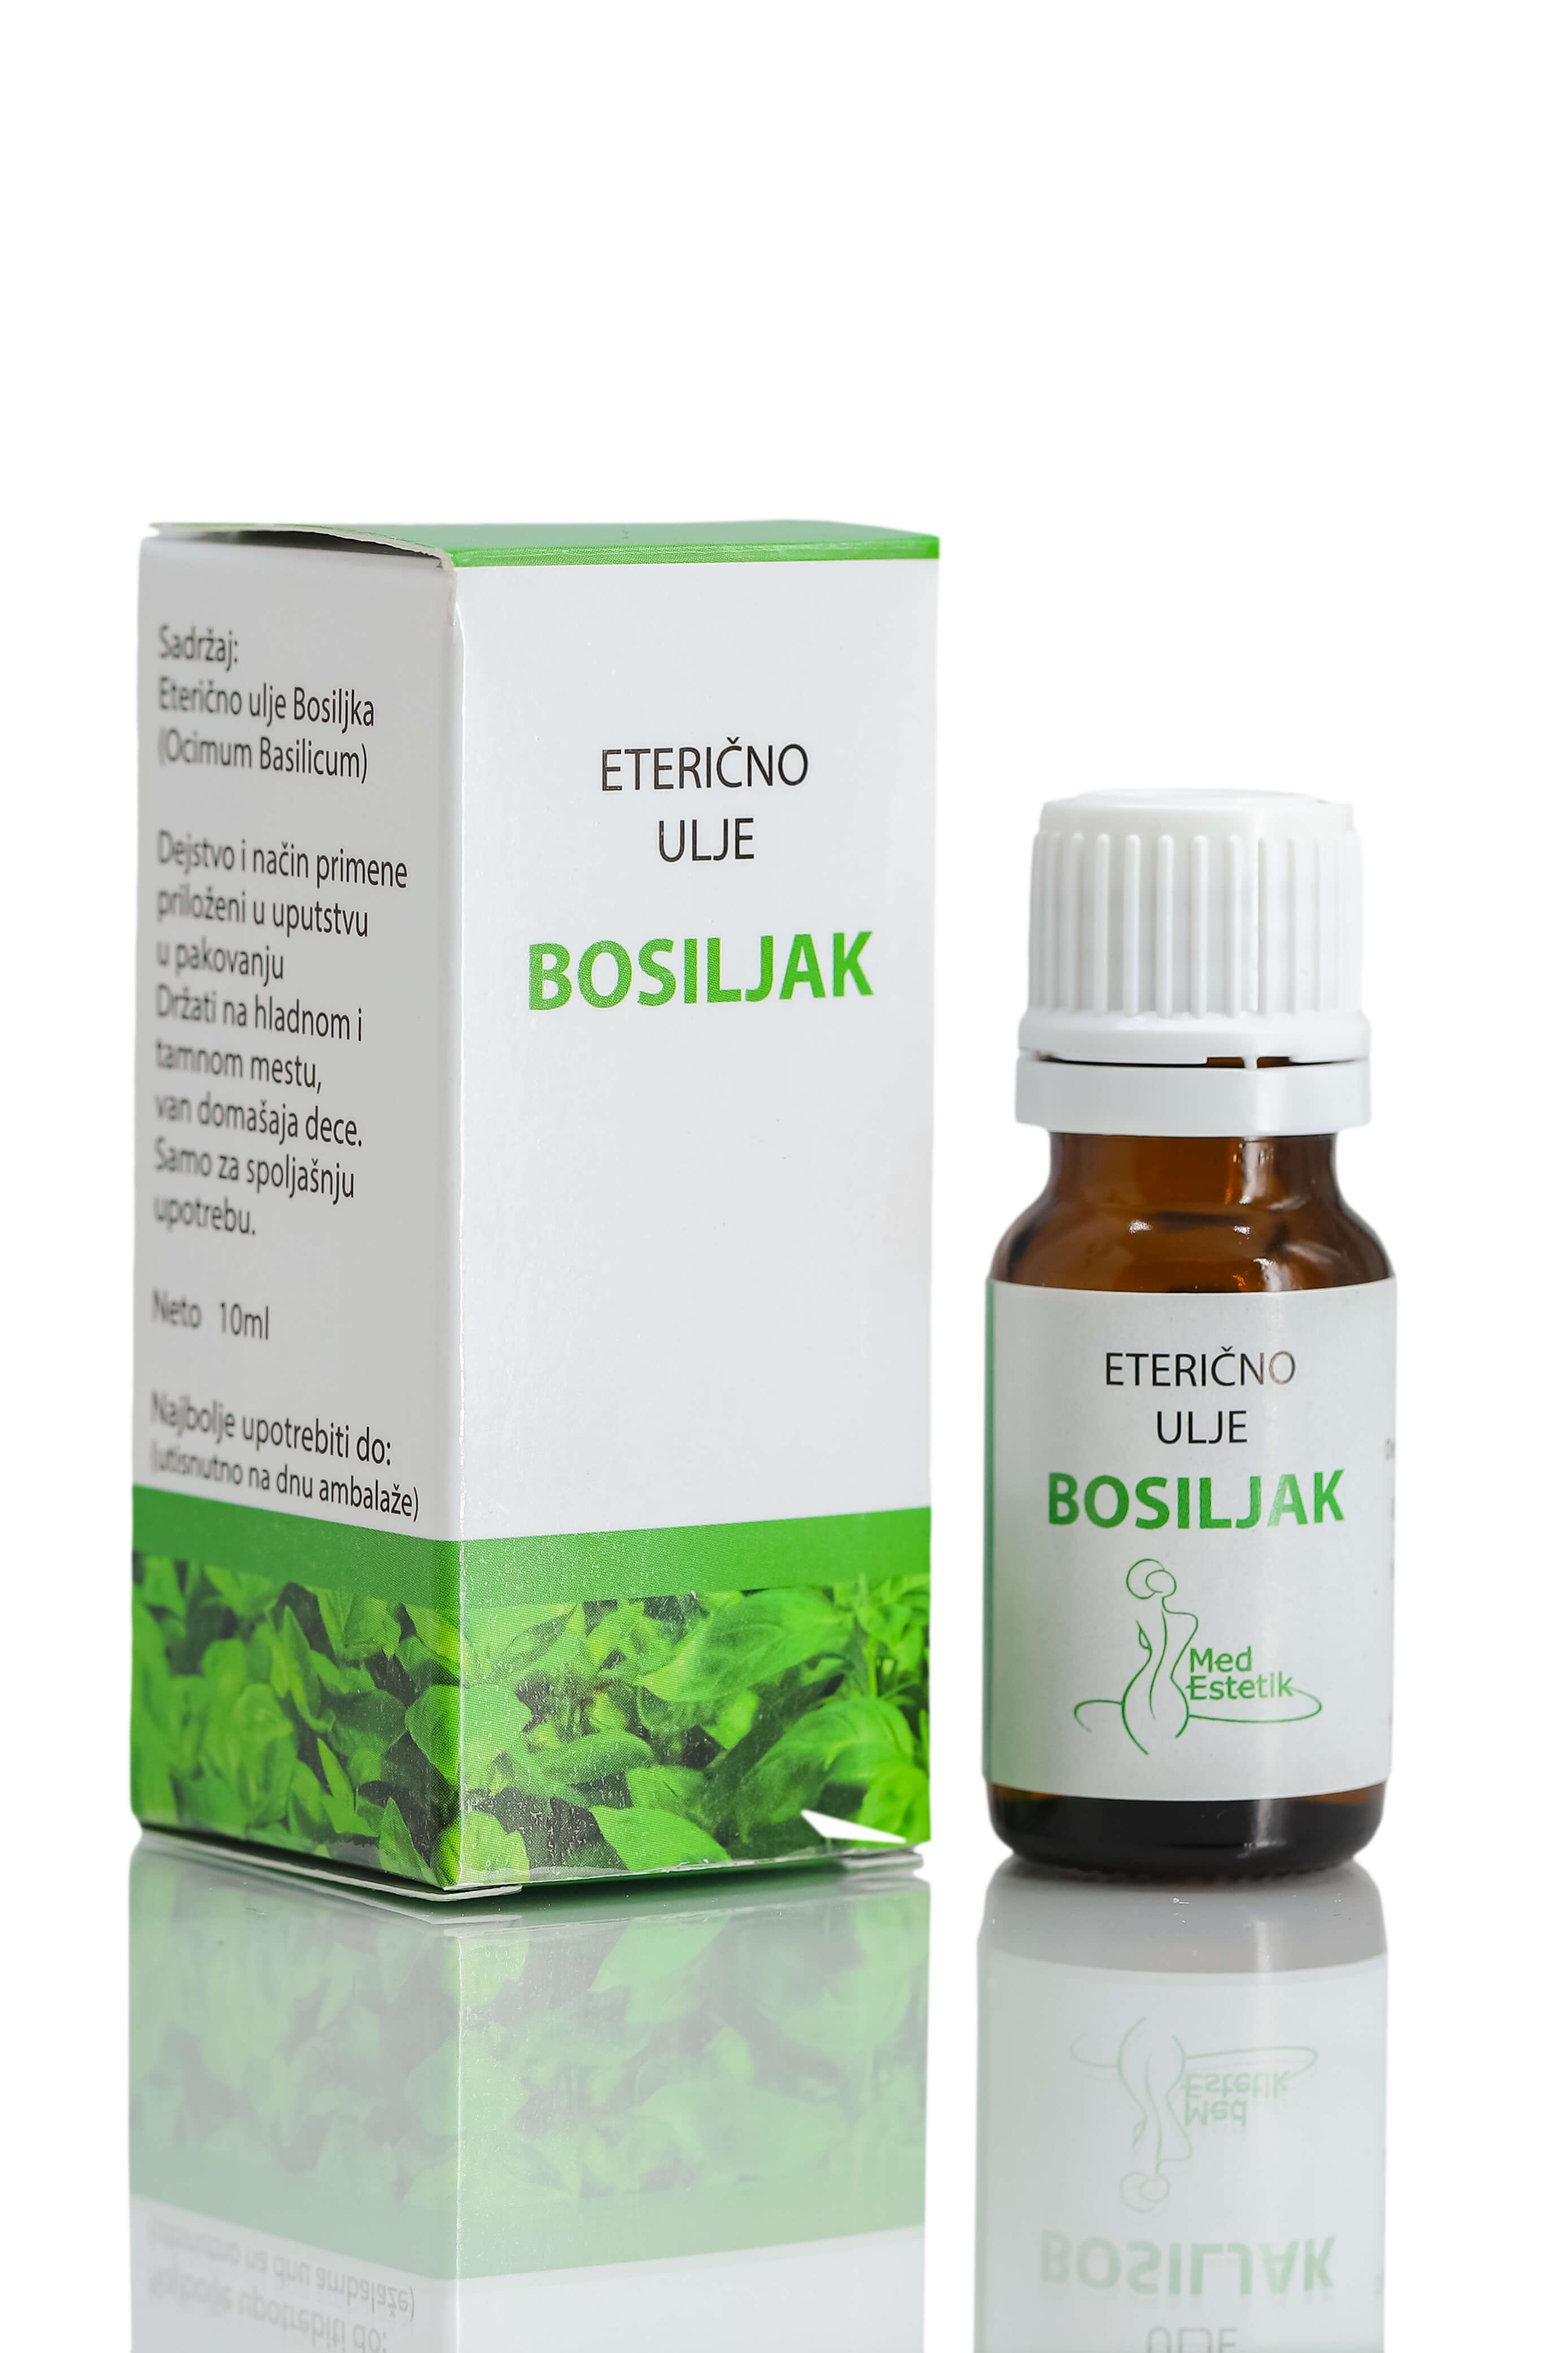 Sadržaj:
Eterično ulje Bosiljka
(Ocimum Basilicum)
Dejstvo i način primene
priloženi u uputstvu
u pakovanju
Držati na hladnom i
tamnom mestu,
van domašaja dece.
Samo za spoljašnju
upotrebu.
Neto 10ml
Najbolje upotrebiti do:
(utisnutno na dnu ambalaže)
ETERIČNO
ULJE
BOSILJAK
ETERIČNO
ULJE
BOSILJAK
Med
Estetik